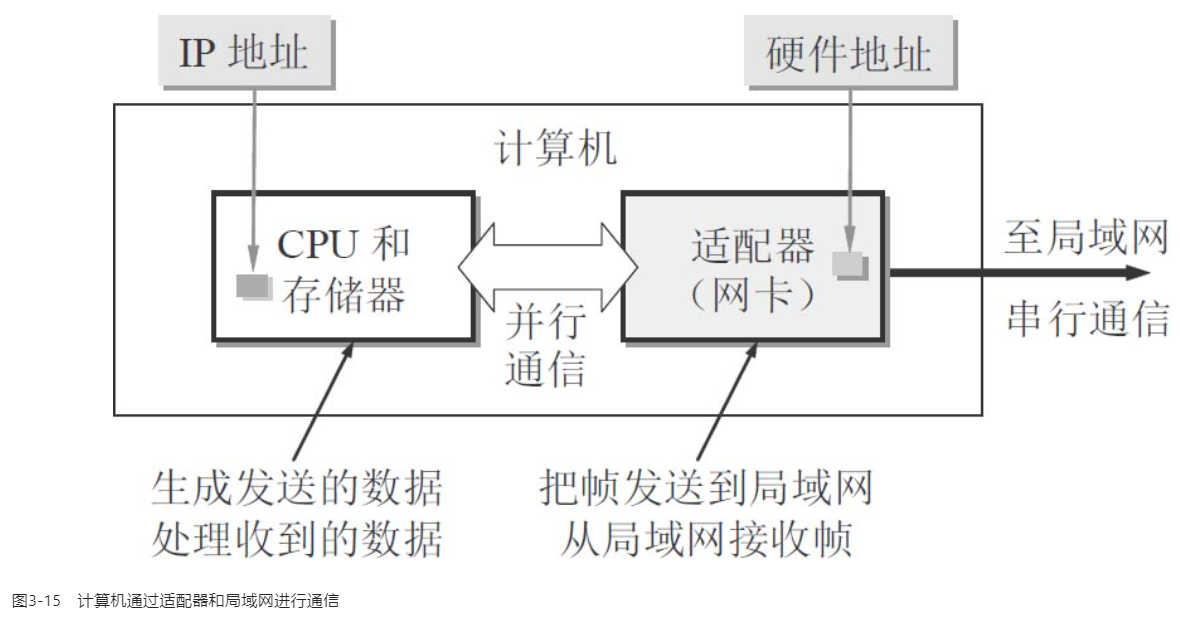 IP 地址
硬件地址
计算机
CPU 和
存储器
适配器
（网卡）
并行
通信
至局域网
串行通信
生成发送的数据
处理收到的数据
把帧发送到局域网
从局域网接收帧
图3-15 计算机通过适配器和局域网进行通信